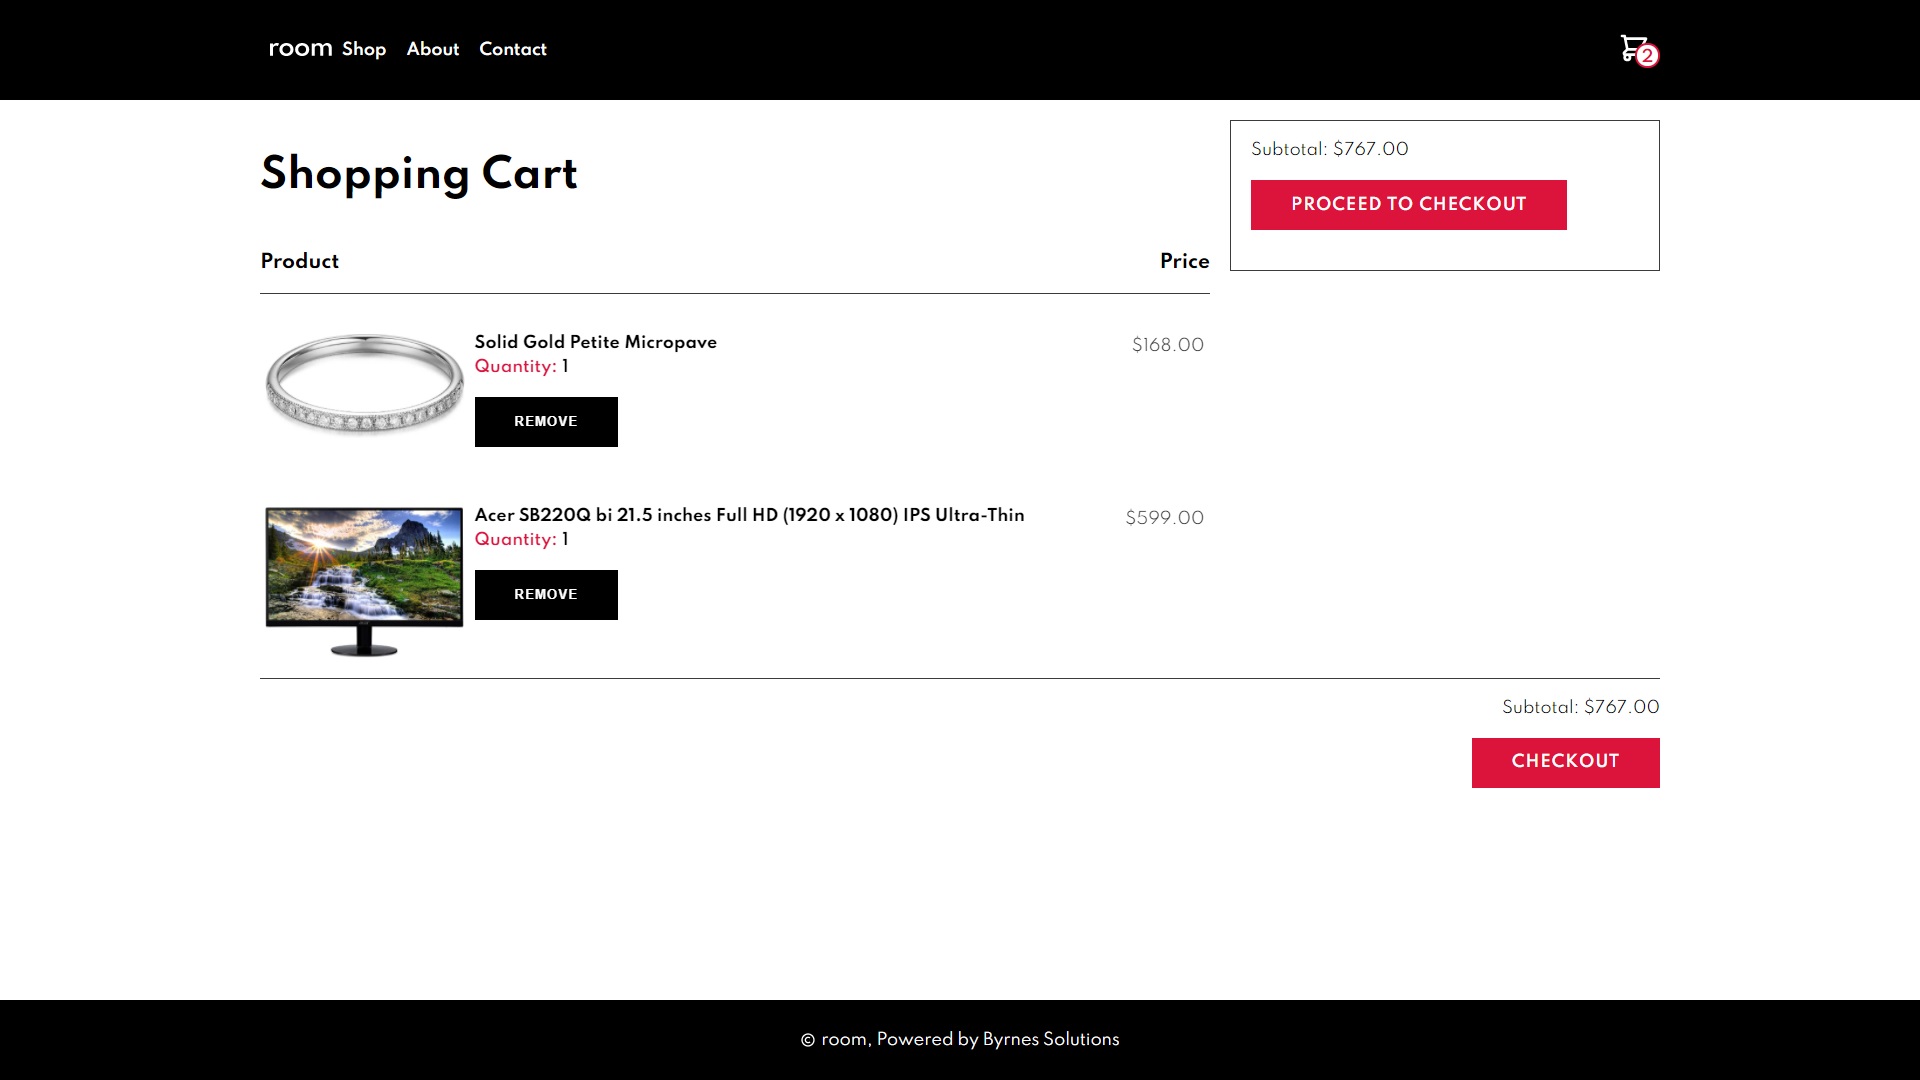 room Shop About Contact
2
Shopping Cart
Subtotal: $767.00
PROCEED TO CHECKOUT
Product Price
Solid Gold Petite Micropave $168.00
Quantity: 1
REMOVE
Acer SB220Q bi 21.5 inches Full HD (1920 x 1080) IPS Ultra-Thin $599.00
Quantity: 1
REMOVE
Subtotal: $767.00
CHECKOUT
© room, Powered by Byrnes Solutions